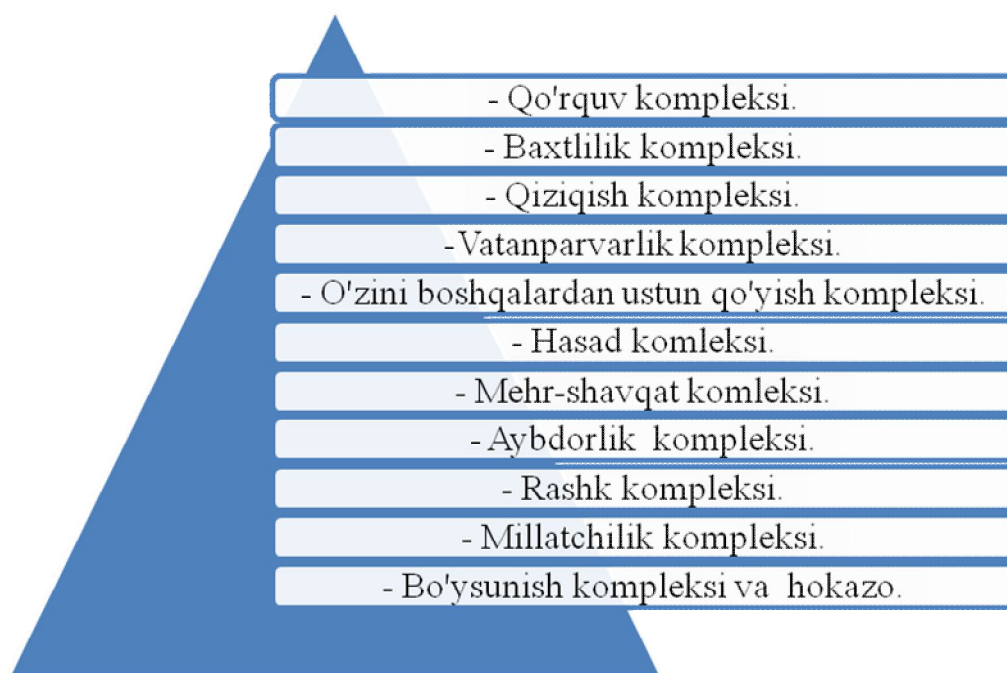 - Qo'rquv kompleksi.
- Baxtlilik kompleksi.
- Qiziqish kompleksi.
-Vatanparvarlik kompleksi.
- O'zini boshqalardan ustun qo'yish kompleksi.
- Hasad komleksi.
- Mehr-shavqat komleksi.
- Aybdorlik kompleksi.
- Rashk kompleksi.
- Millatchilik kompleksi.
- Bo'ysunish kompleksi va hokazo.